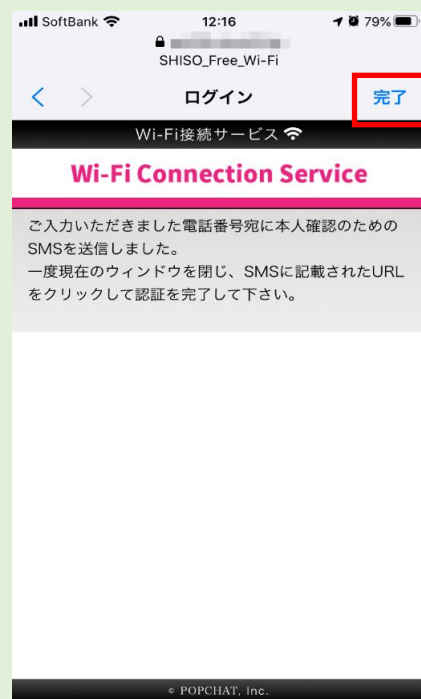 SoftBank 12:16 79%
SHISO_Free_Wi-Fi
ログイン 完了
Wi-Fi接続サービス
Wi-Fi Connection Service
ご入力いただきました電話番号宛に本人確認のための
SMSを送信しました。
一度現在のウィンドウを閉じ、SMSに記載されたURL
をクリックして認証を完了して下さい。
© POPCHAT, Inc.